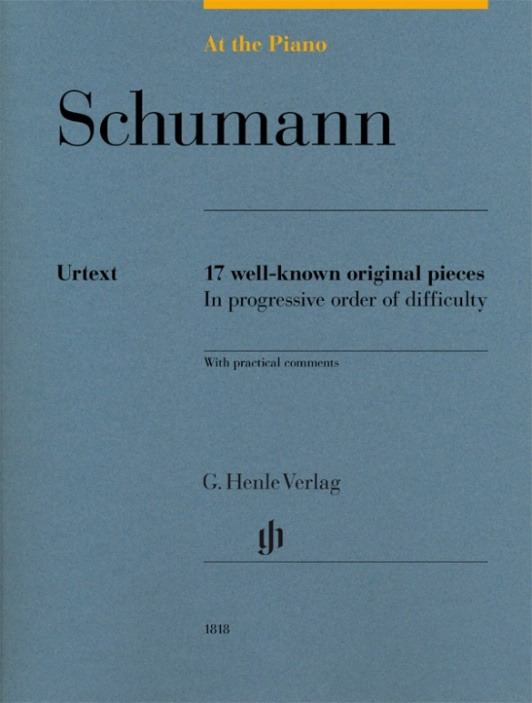 At the Piano
Schumann
Urtext
17 well-known original pieces
In progressive order of difficulty
With practical comments
G. Henle Verlag
1818